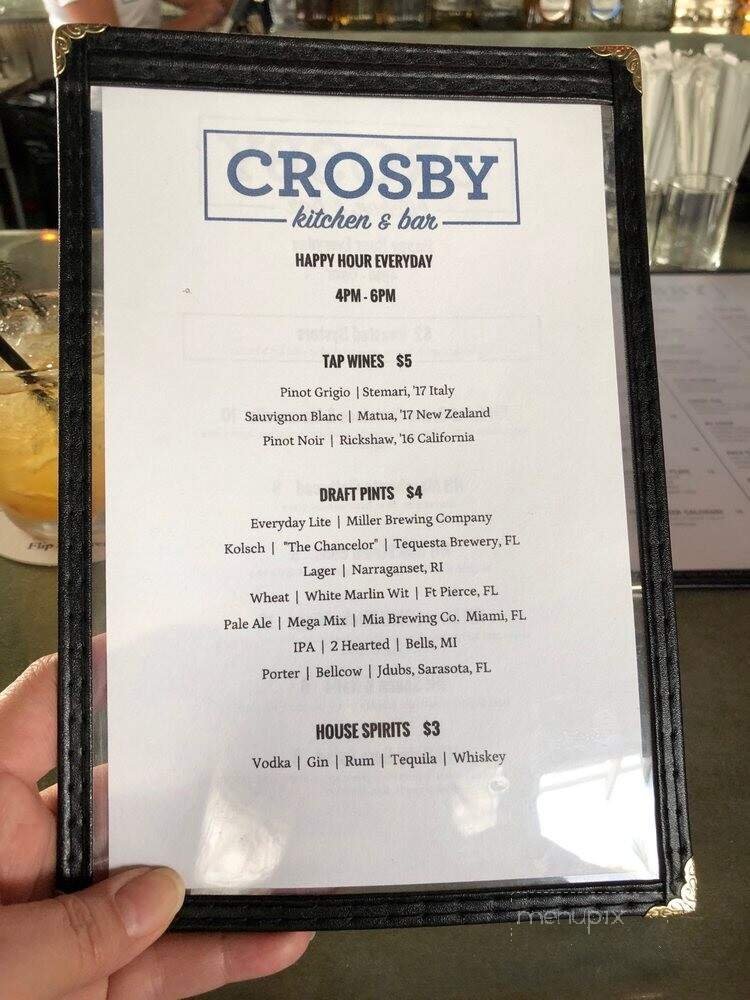 CROSBY
kitchen & bar
HAPPY HOUR EVERYDAY
4PM - 6PM
TAP WINES $5
Pinot Grigio | Stemari, '17 Italy
Sauvignon Blanc | Matua, '17 New Zealand
Pinot Noir | Rickshaw, '16 California
DRAFT PINTS $4
Everyday Lite | Miller Brewing Company
Kolsch | "The Chancelor" | Tequesta Brewery, FL
Lager | Narraganset, RI
Wheat | White Marlin Wit | Ft Pierce, FL
Pale Ale | Mega Mix | Mia Brewing Co. Miami, FL
IPA | 2 Hearted | Bells, MI
Porter | Bellcow | Jdubs, Sarasota, FL
HOUSE SPIRITS $3
Vodka | Gin | Rum | Tequila | Whiskey
Flip
menupix